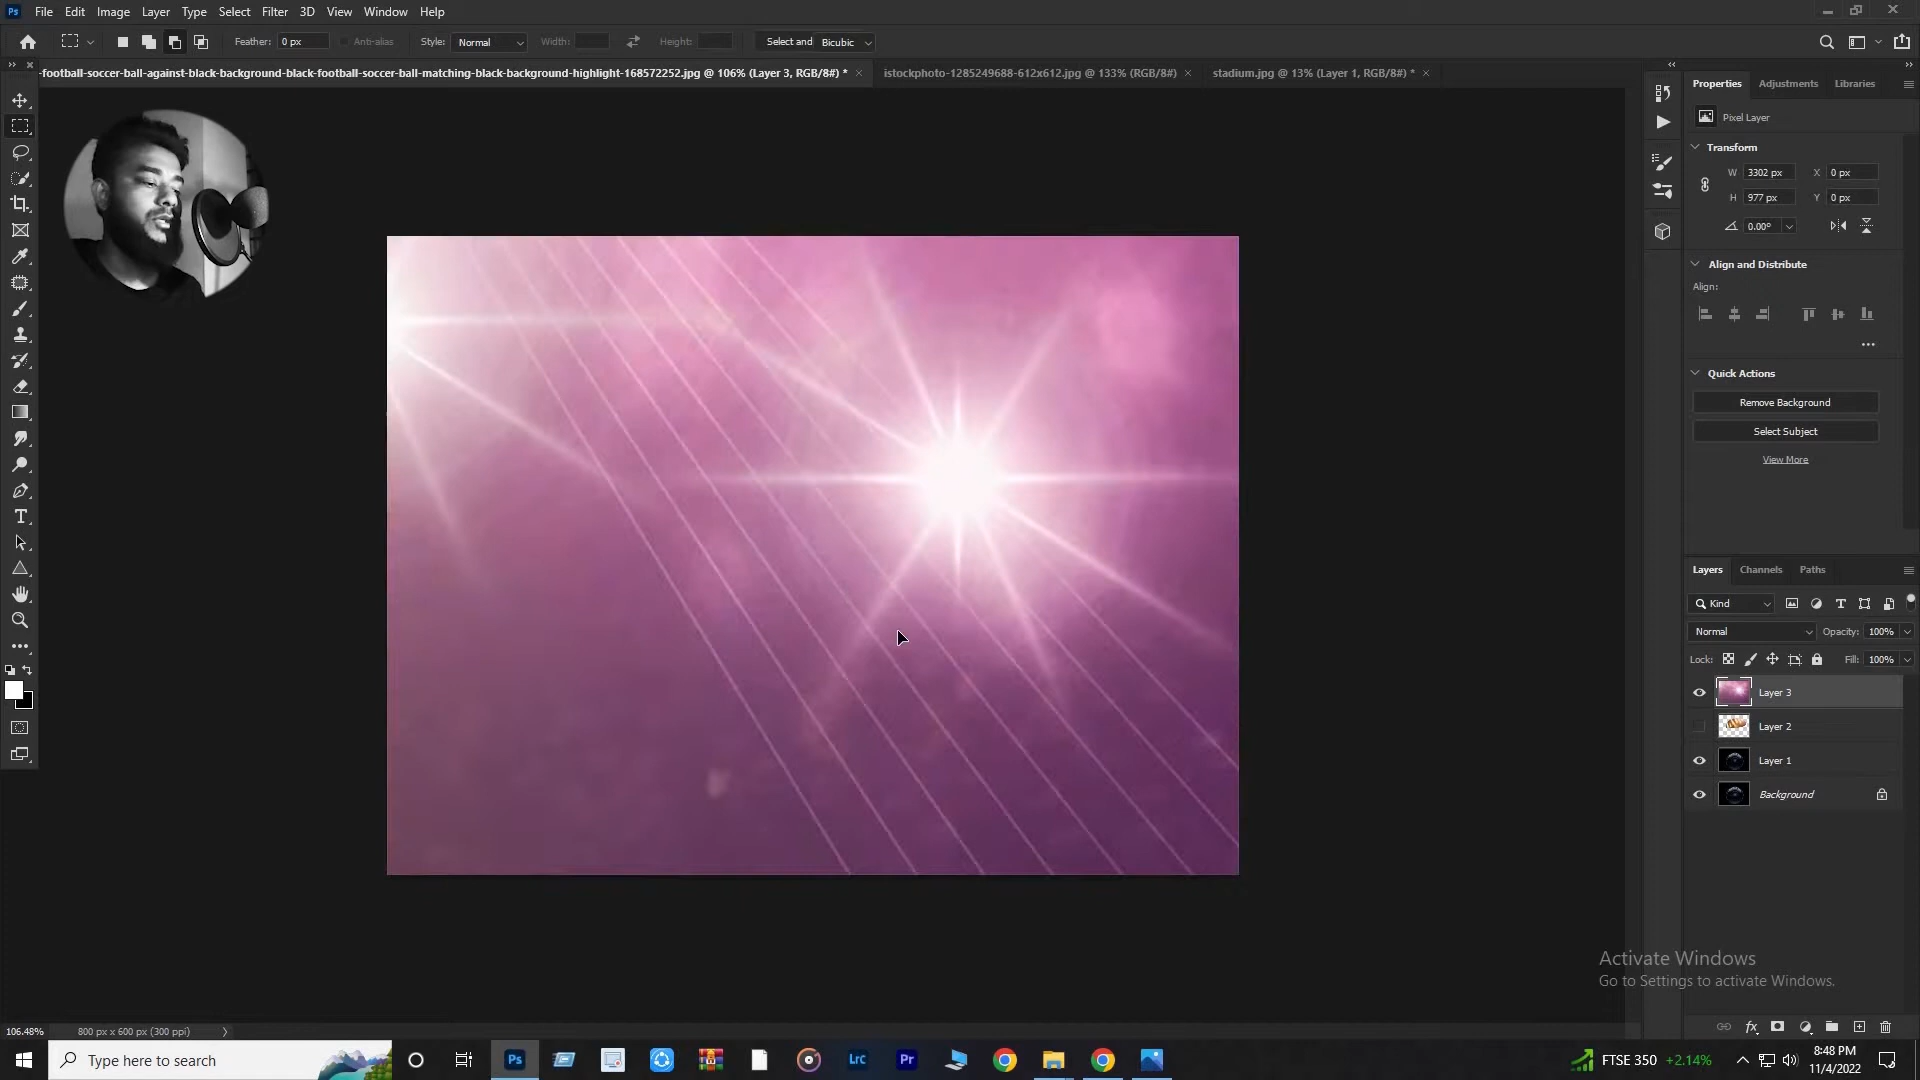 Ps File Edit Image Layer Type Select Filter 3D View Window Help
Feather: 0 px Anti-alias Style: Normal Width: Height: Select and Bicubic
-football-soccer-ball-against-black-background-black-football-soccer-ball-matching-black-background-highlight-168572252.jpg @ 106% (Layer 3, RGB/8#) * istockphoto-1285249688-612x612.jpg @ 133% (RGB/8#) stadium.jpg @ 13% (Layer 1, RGB/8#) *
Properties Adjustments Libraries
Pixel Layer
Transform
W 3302 px X 0 px
H 977 px Y 0 px
0.00°
Align and Distribute
Align:
Quick Actions
Remove Background
Select Subject
View More
Layers Channels Paths
Kind
Normal Opacity: 100%
Lock: Fill: 100%
Layer 3
Layer 2
Layer 1
Background
Activate Windows
Go to Settings to activate Windows.
106.48% 800 px x 600 px (300 ppi)
Type here to search Ps Lrc Pr FTSE 350 +2.14% 8:48 PM
11/4/2022